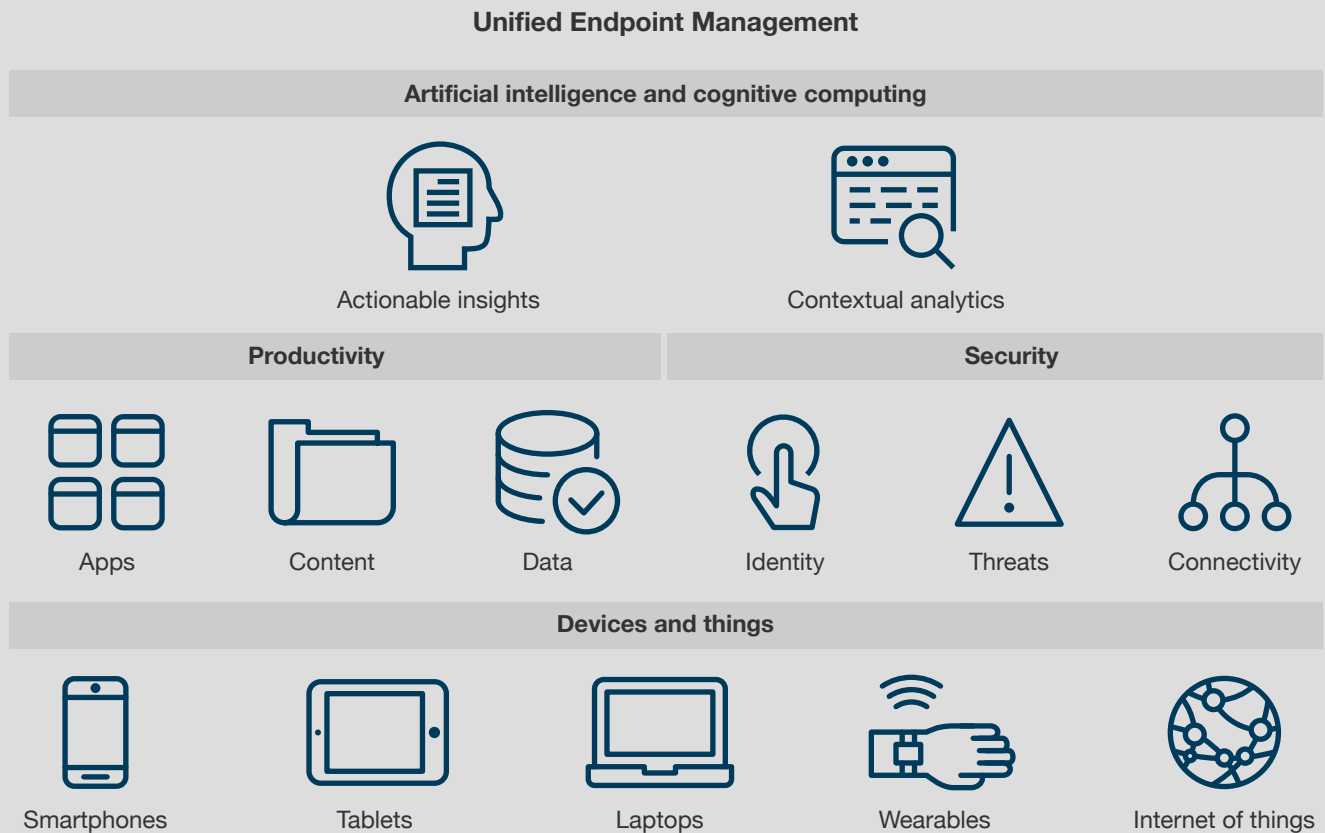 Unified Endpoint Management
Artificial intelligence and cognitive computing
Actionable insights
Contextual analytics
Productivity
Security
Apps
Content
Data
Identity
Threats
Connectivity
Devices and things
Smartphones
Tablets
Laptops
Wearables
Internet of things